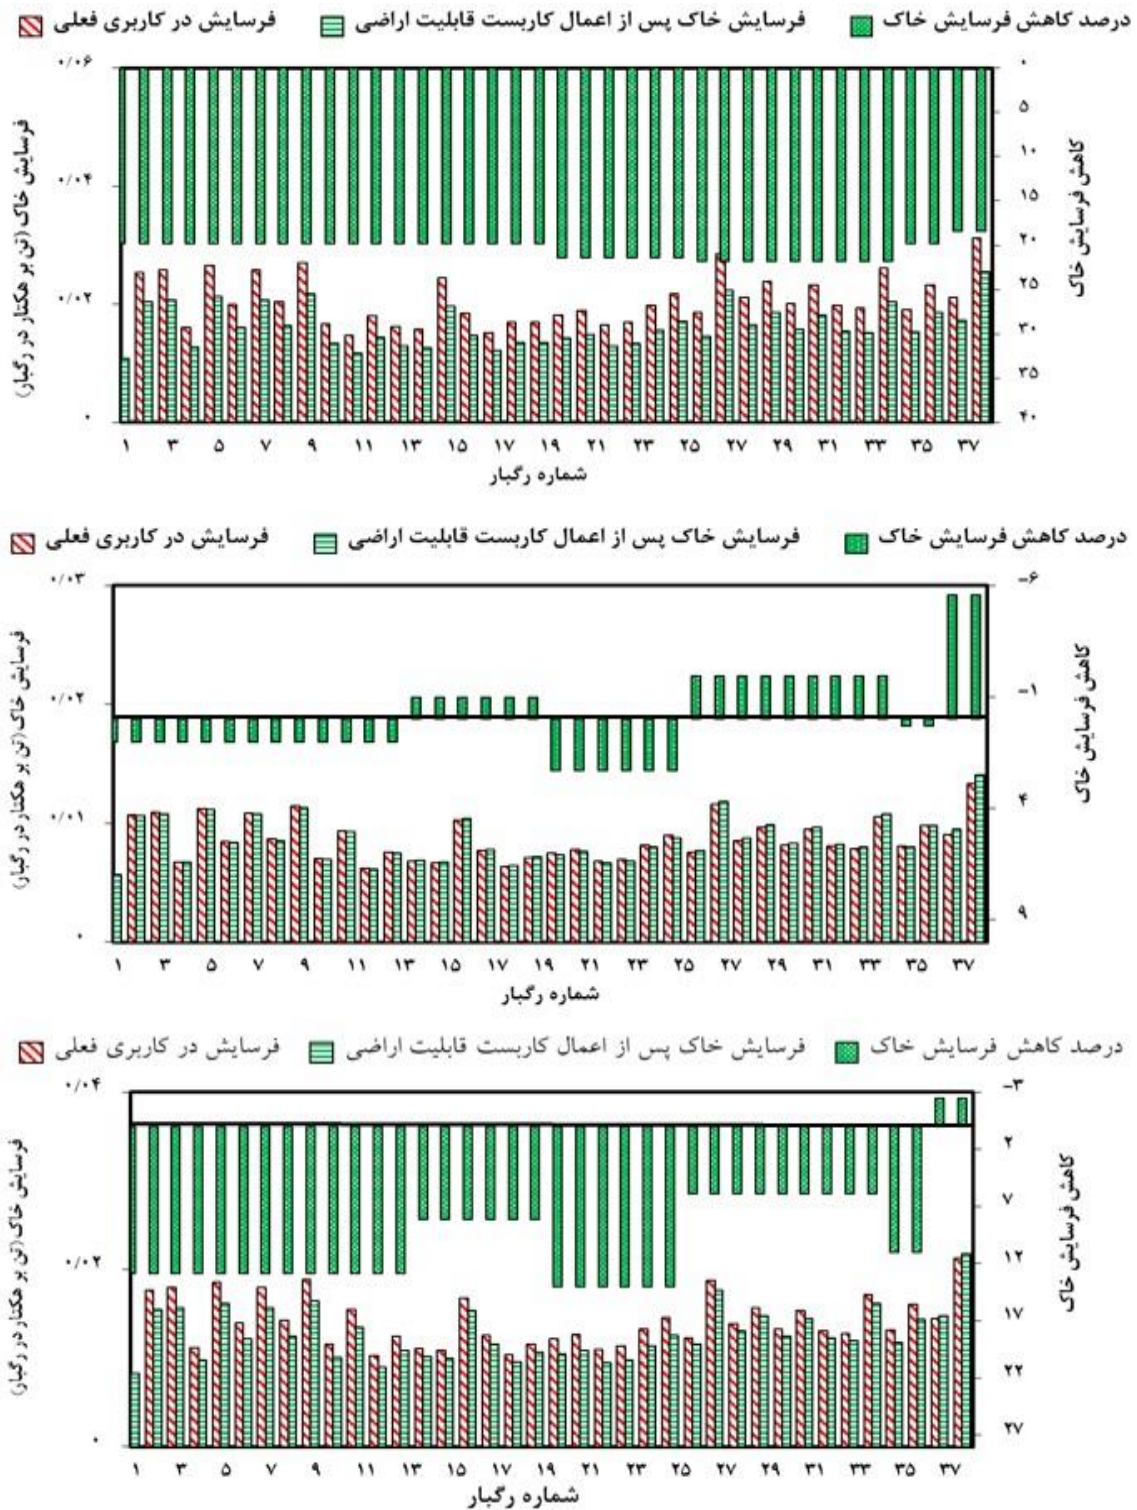 درصد کاهش فرسایش خاک فرسایش خاک پس از اعمال کاربست قابلیت اراضی فرسایش در کاربری فعلی
۰/۰۶
۰/۰۴
۰/۰۲
۰
فرسایش خاک (تن بر هکتار در رگبار)
۰
۵
۱۰
۱۵
۲۰
۲۵
۳۰
۳۵
۴۰
کاهش فرسایش خاک
۱ ۳ ۵ ۷ ۹ ۱۱ ۱۳ ۱۵ ۱۷ ۱۹ ۲۱ ۲۳ ۲۵ ۲۷ ۲۹ ۳۱ ۳۳ ۳۵ ۳۷
شماره رگبار
درصد کاهش فرسایش خاک فرسایش خاک پس از اعمال کاربست قابلیت اراضی فرسایش در کاربری فعلی
۰/۰۳
۰/۰۲
۰/۰۱
۰
فرسایش خاک (تن بر هکتار در رگبار)
-۶
-۱
۴
۹
کاهش فرسایش خاک
۱ ۳ ۵ ۷ ۹ ۱۱ ۱۳ ۱۵ ۱۷ ۱۹ ۲۱ ۲۳ ۲۵ ۲۷ ۲۹ ۳۱ ۳۳ ۳۵ ۳۷
شماره رگبار
درصد کاهش فرسایش خاک فرسایش خاک پس از اعمال کاربست قابلیت اراضی فرسایش در کاربری فعلی
۰/۰۴
۰/۰۲
۰
فرسایش خاک (تن بر هکتار در رگبار)
-۳
۲
۷
۱۲
۱۷
۲۲
۲۷
کاهش فرسایش خاک
۱ ۳ ۵ ۷ ۹ ۱۱ ۱۳ ۱۵ ۱۷ ۱۹ ۲۱ ۲۳ ۲۵ ۲۷ ۲۹ ۳۱ ۳۳ ۳۵ ۳۷
شماره رگبار